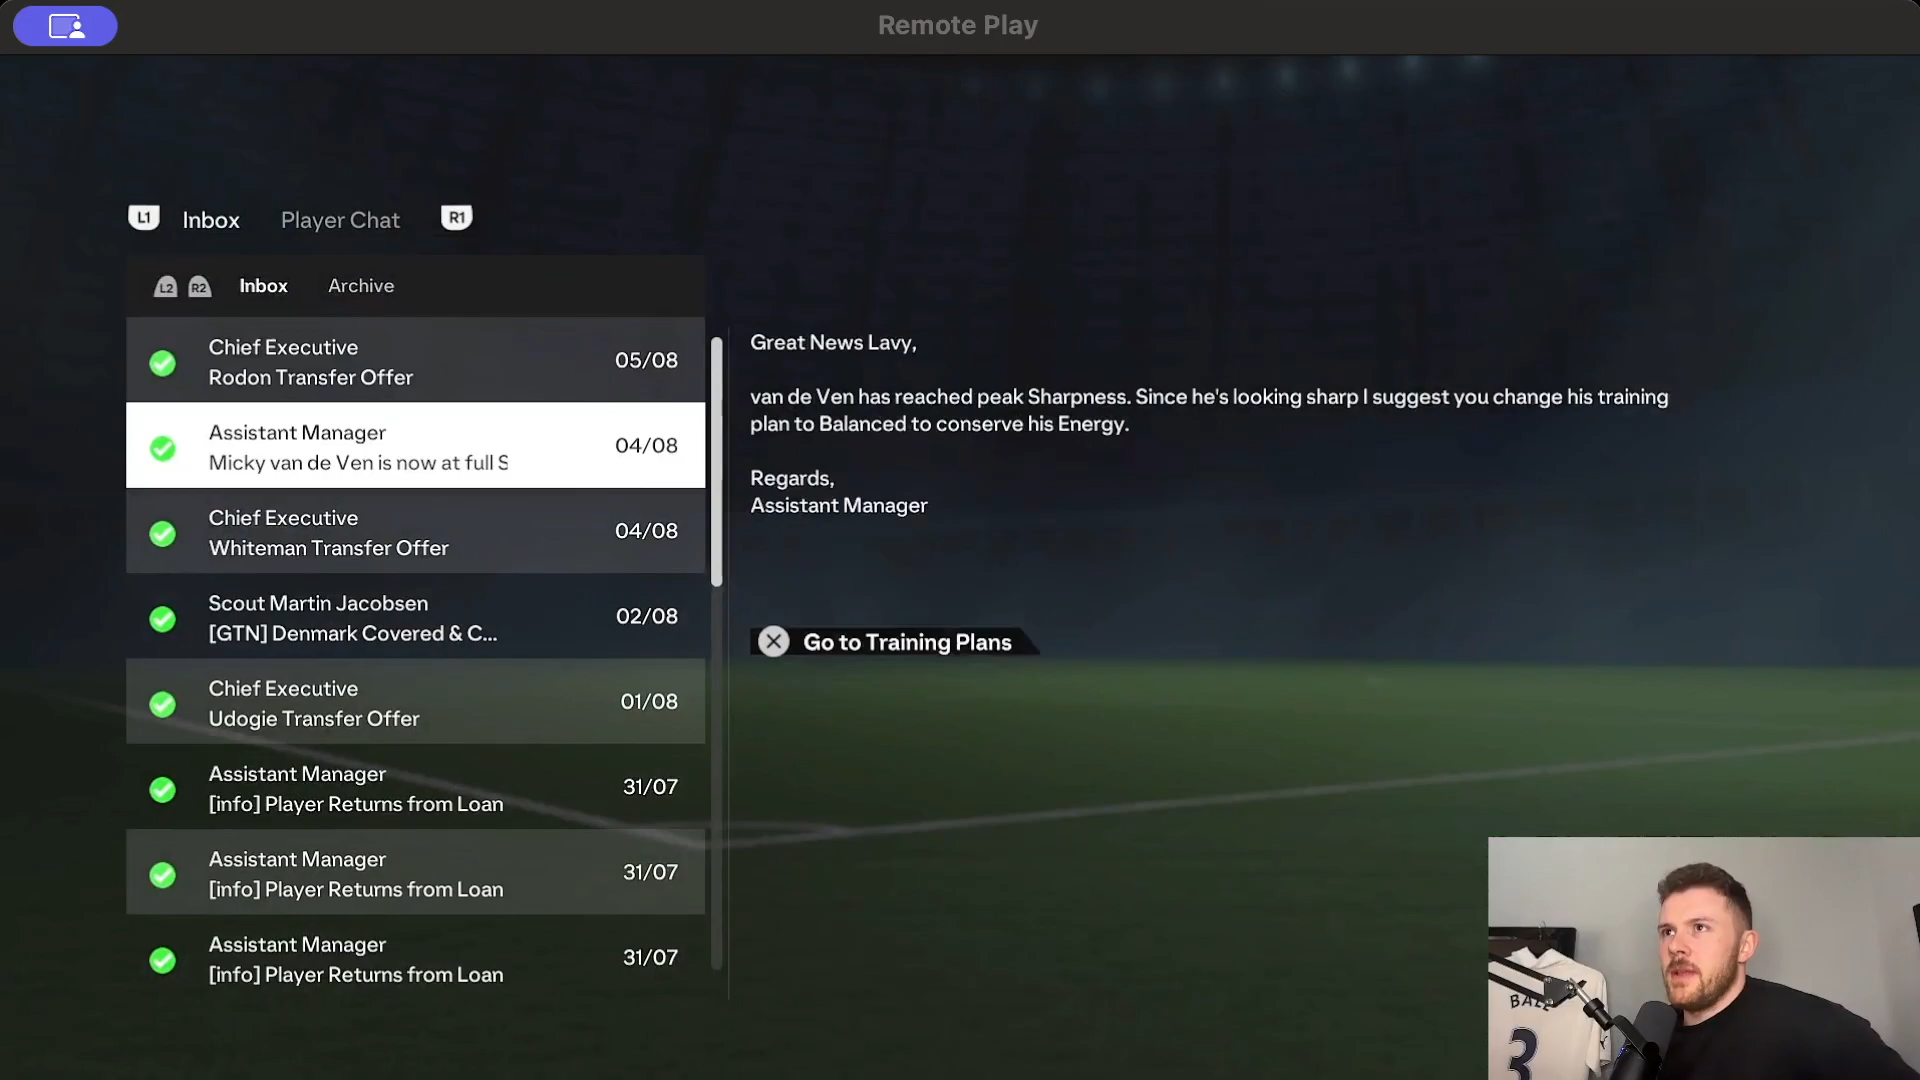 Remote Play
L1 Inbox Player Chat R1
L2 R2 Inbox Archive
Chief Executive
Rodon Transfer Offer
05/08
Assistant Manager
Micky van de Ven is now at full S
04/08
Chief Executive
Whiteman Transfer Offer
04/08
Scout Martin Jacobsen
[GTN] Denmark Covered & C...
02/08
Chief Executive
Udogie Transfer Offer
01/08
Assistant Manager
[info] Player Returns from Loan
31/07
Assistant Manager
[info] Player Returns from Loan
31/07
Assistant Manager
[info] Player Returns from Loan
31/07
Great News Lavy,
van de Ven has reached peak Sharpness. Since he's looking sharp I suggest you change his training
plan to Balanced to conserve his Energy.
Regards,
Assistant Manager
Go to Training Plans
BALE
3